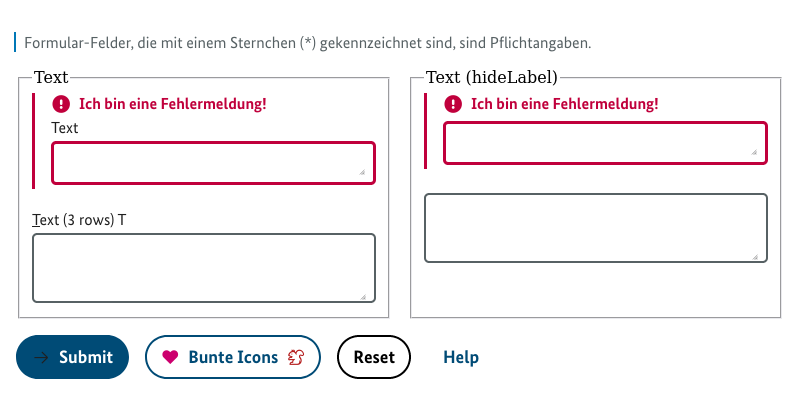 Formular-Felder, die mit einem Sternchen (*) gekennzeichnet sind, sind Pflichtangaben.
Text
Ich bin eine Fehlermeldung!
Text
Text (3 rows) T
Text (hideLabel)
Ich bin eine Fehlermeldung!
Submit
Bunte Icons
Reset
Help